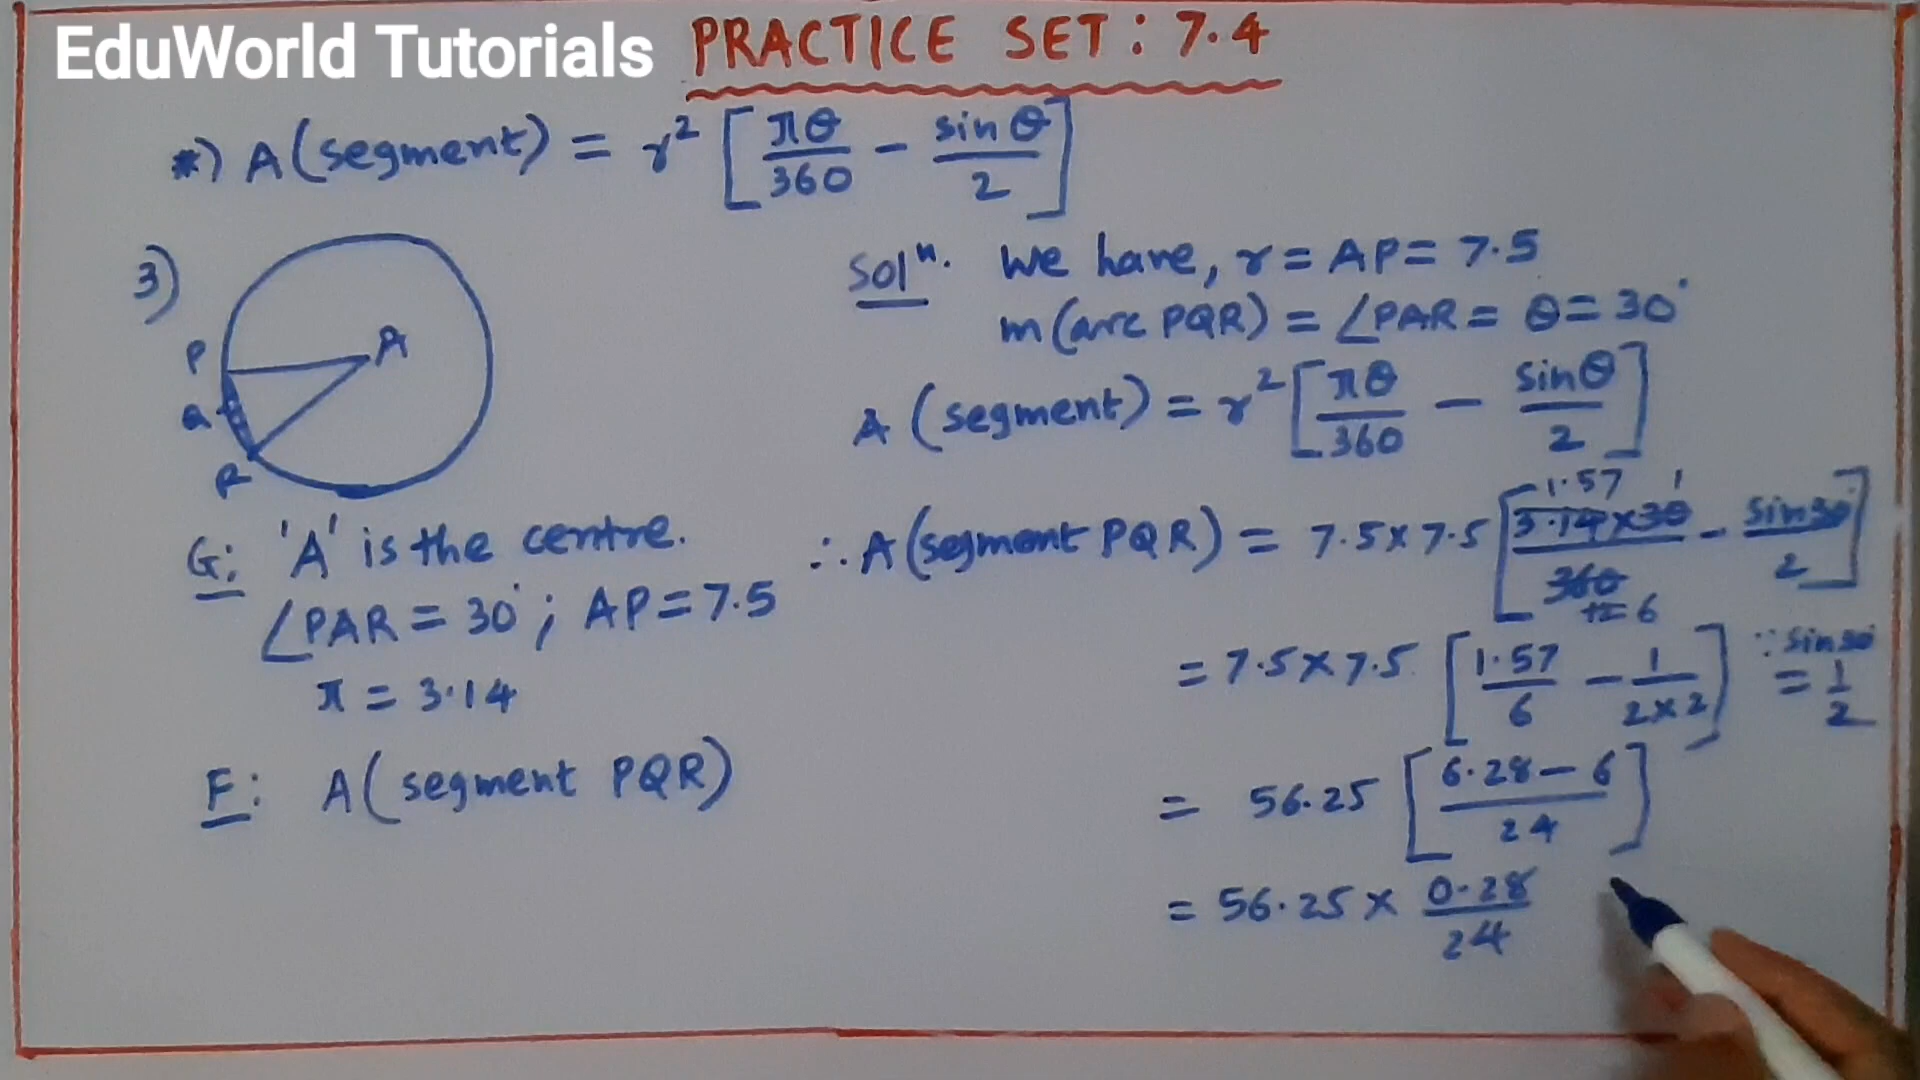 EduWorld Tutorials
PRACTICE SET: 7.4
*) A(segment) = r² [πθ/360 − sin θ/2]
3)
P
A
Q
R
G: 'A' is the centre.
∠PAR = 30°; AP = 7.5
π = 3.14
F: A(segment PQR)
Solⁿ. We have, r = AP = 7.5
m(arc PQR) = ∠PAR = θ = 30°
A (segment) = r² [πθ/360 − sinθ/2]
1.57 1
∴ A(segment PQR) = 7.5 × 7.5 [3.14×30/360 − sin30°/2]
12 6
= 7.5 × 7.5 [1.57/6 − 1/2×2] ∵ sin30° = 1/2
= 56.25 [6.28 − 6/24]
= 56.25 × 0.28/24